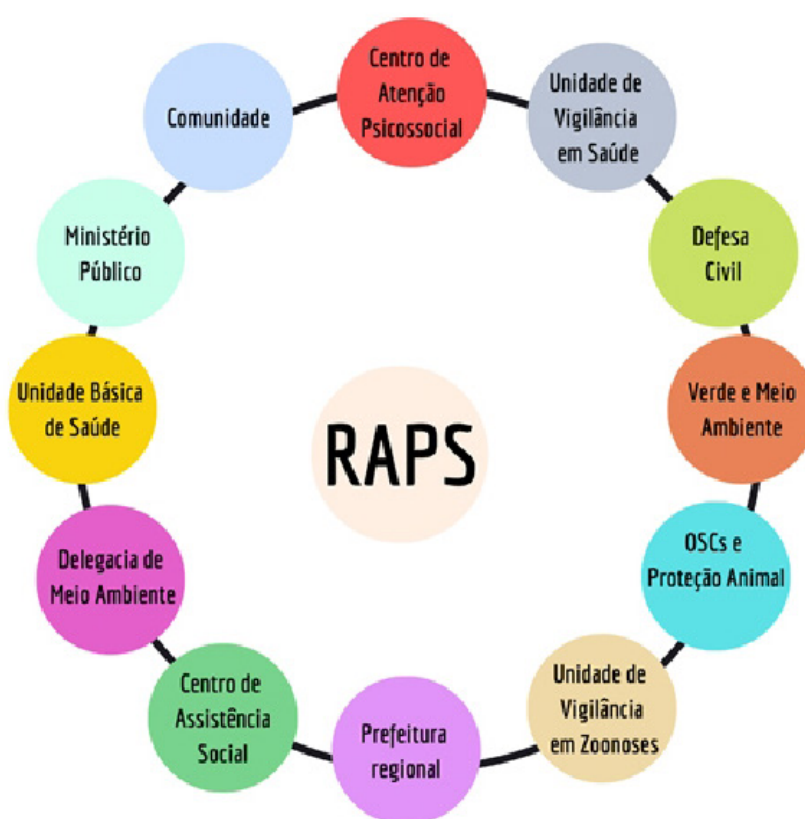 Centro de
Atenção
Psicossocial
Unidade de
Vigilância
em Saúde
Defesa
Civil
Verde e Meio
Ambiente
OSCs e
Proteção Animal
Unidade de
Vigilância
em Zoonoses
Prefeitura
regional
Centro de
Assistência
Social
Delegacia de
Meio Ambiente
Unidade Básica
de Saúde
Ministério
Público
Comunidade
RAPS